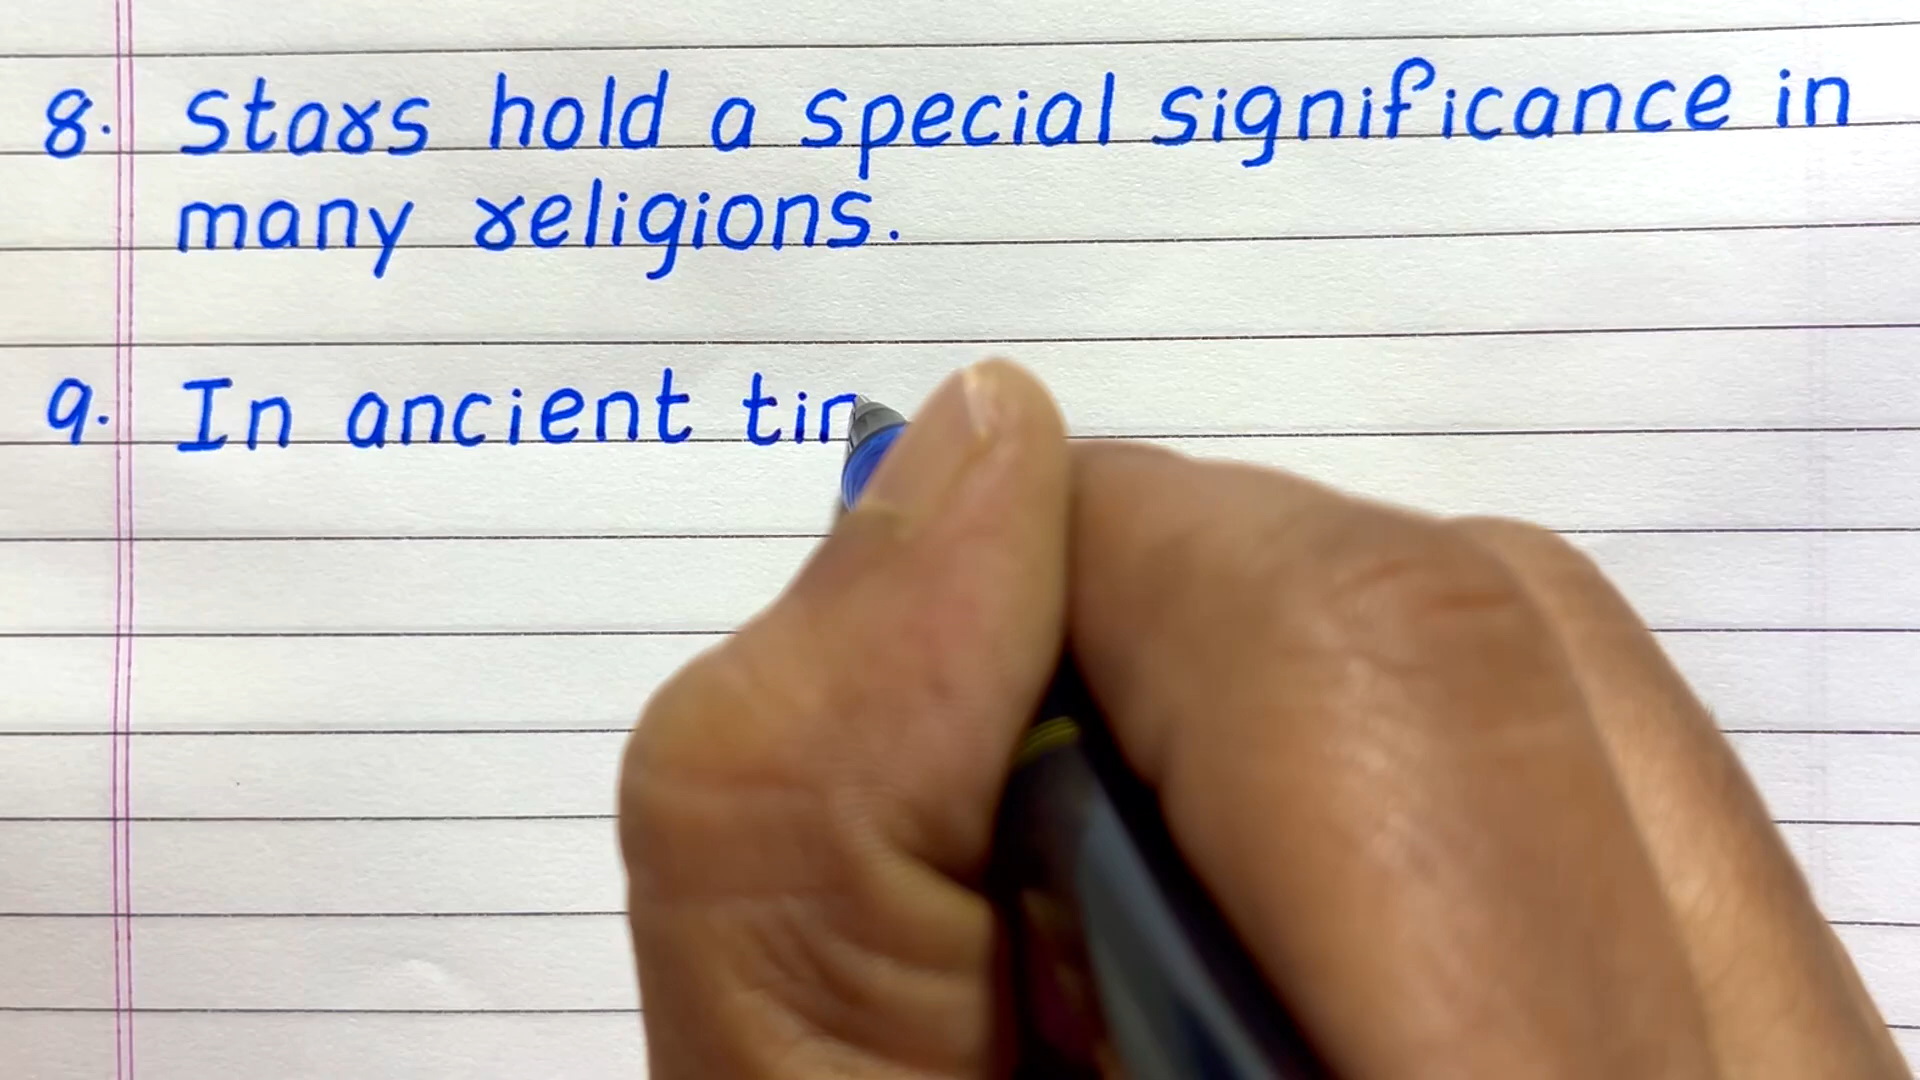 8. Stars hold a special significance in
many religions.
9. In ancient